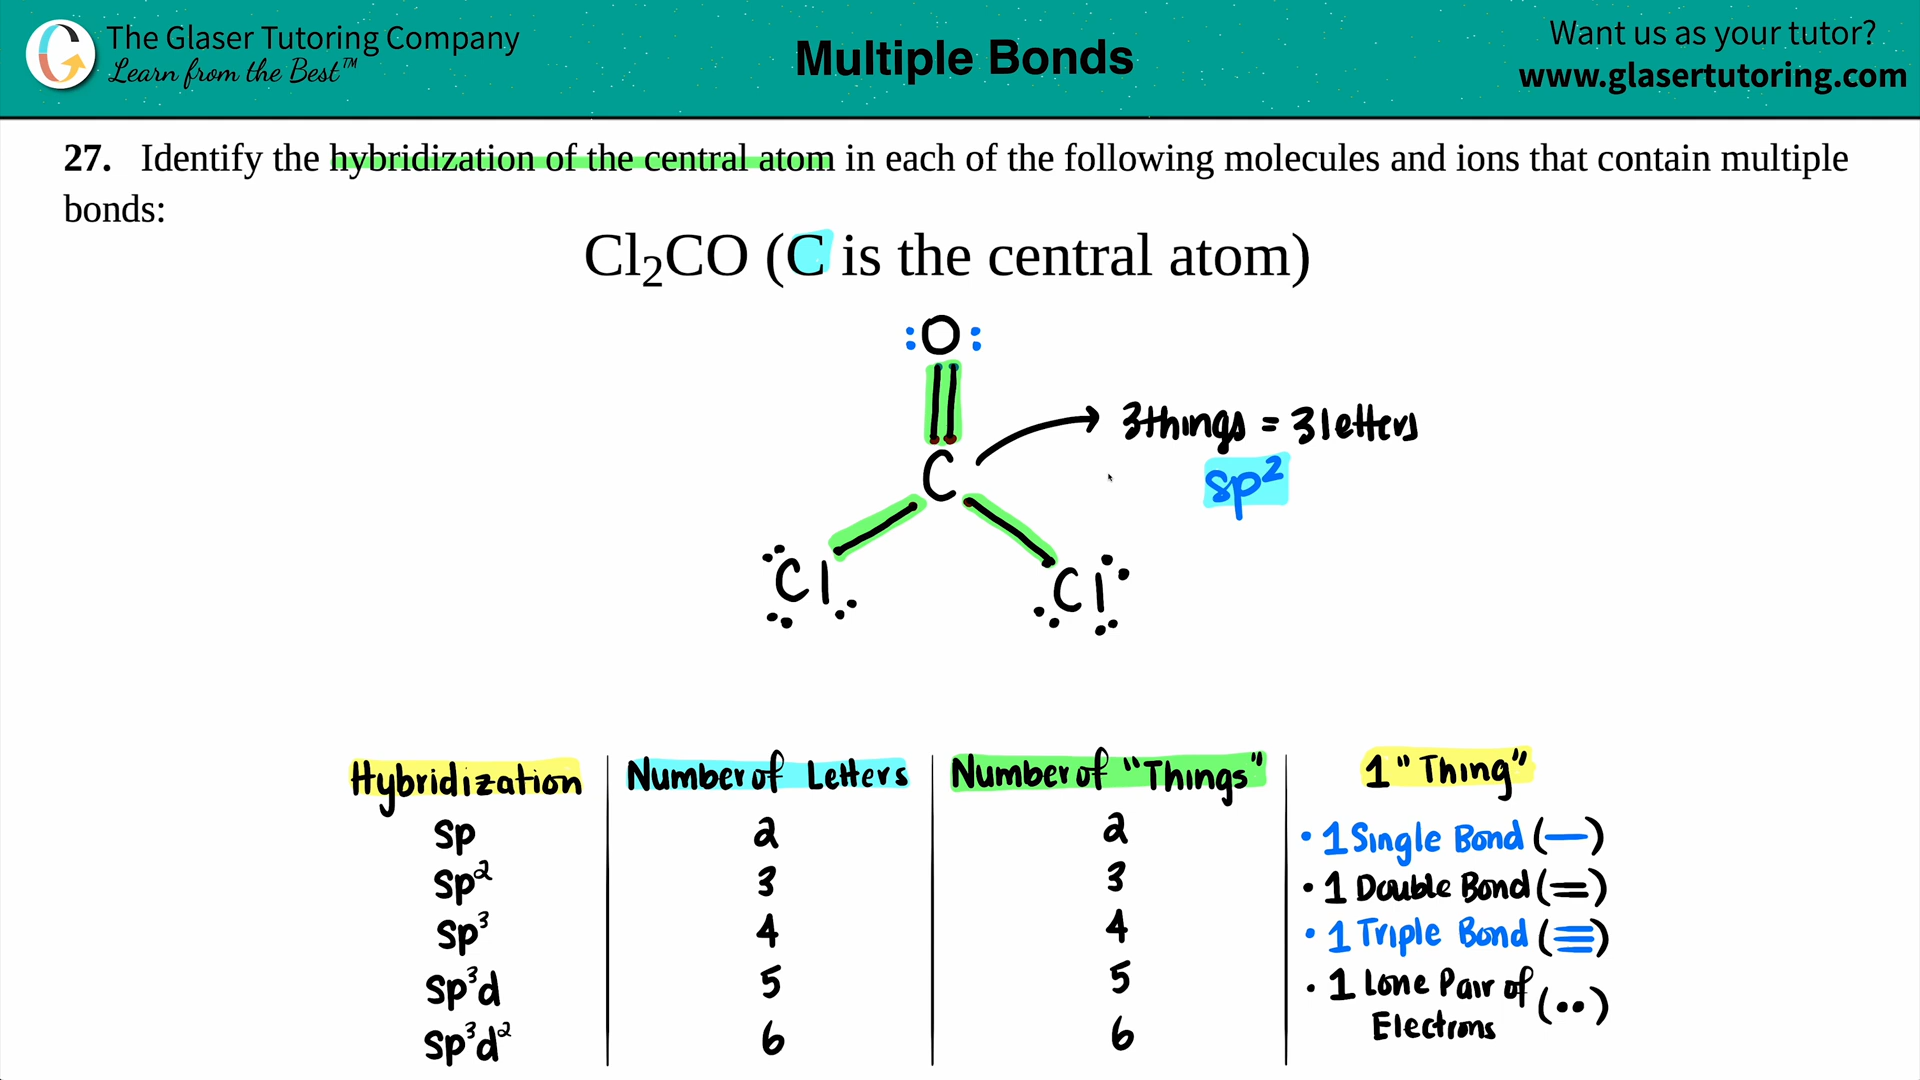 The Glaser Tutoring Company
Learn from the Best™
Multiple Bonds
Want us as your tutor?
www.glasertutoring.com
27. Identify the hybridization of the central atom in each of the following molecules and ions that contain multiple
bonds:
Cl₂CO (C is the central atom)
:O:
C
3 things = 3 letters
sp²
Cl
Cl
Hybridization
Number of Letters
Number of "Things"
1 "Thing"
sp 2 2
• 1 Single Bond (—)
sp² 3 3
• 1 Double Bond (=)
sp³ 4 4
• 1 Triple Bond (≡)
sp³d 5 5
• 1 Lone Pair of
Electrons (••)
sp³d² 6 6